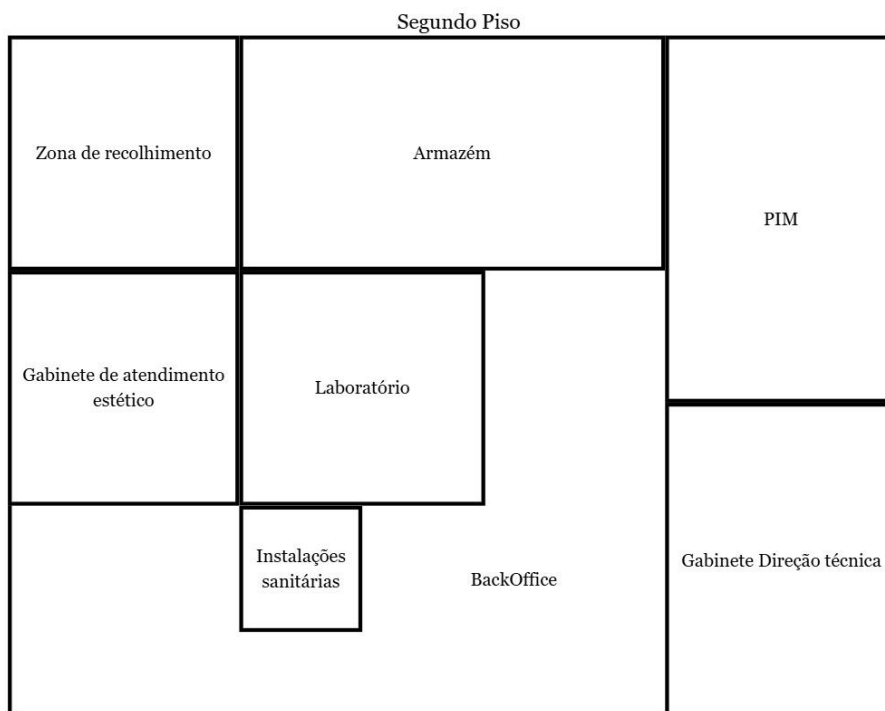 Segundo Piso
Zona de recolhimento
Armazém
PIM
Gabinete de atendimento
estético
Laboratório
Instalações
sanitárias
BackOffice
Gabinete Direção técnica